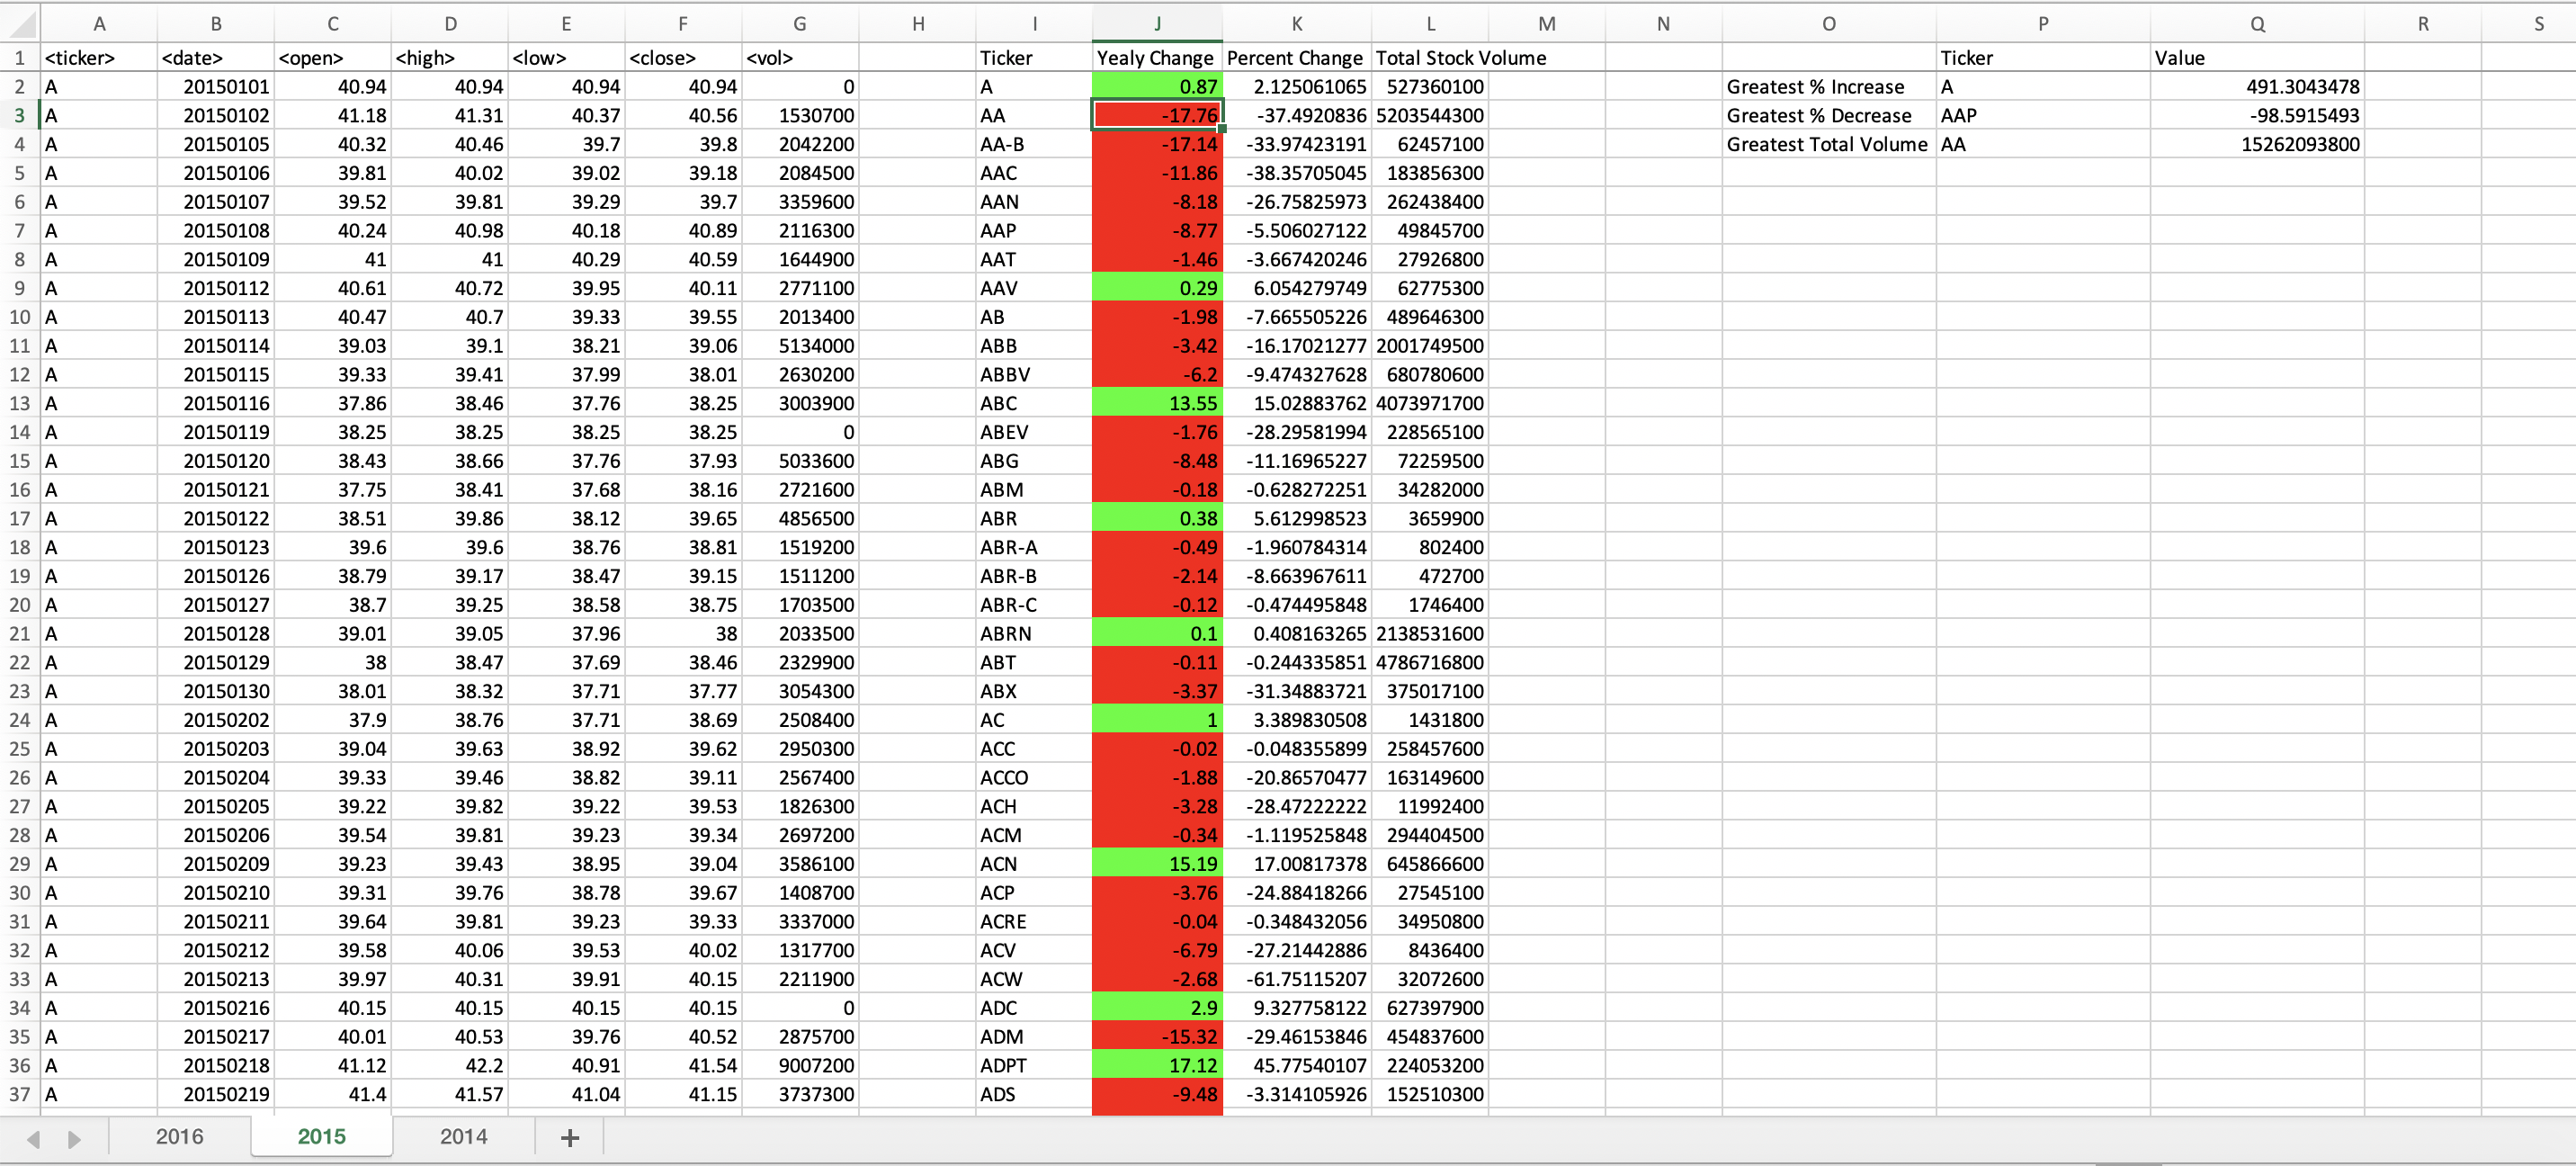 A B C D E F G H I J K L M N O P Q R S
1 <ticker> <date> <open> <high> <low> <close> <vol> Ticker Yealy Change Percent Change Total Stock Volume Ticker Value
2 A 20150101 40.94 40.94 40.94 40.94 0 A 0.87 2.125061065 527360100 Greatest % Increase A 491.3043478
3 A 20150102 41.18 41.31 40.37 40.56 1530700 AA -17.76 -37.4920836 5203544300 Greatest % Decrease AAP -98.5915493
4 A 20150105 40.32 40.46 39.7 39.8 2042200 AA-B -17.14 -33.97423191 62457100 Greatest Total Volume AA 15262093800
5 A 20150106 39.81 40.02 39.02 39.18 2084500 AAC -11.86 -38.35705045 183856300
6 A 20150107 39.52 39.81 39.29 39.7 3359600 AAN -8.18 -26.75825973 262438400
7 A 20150108 40.24 40.98 40.18 40.89 2116300 AAP -8.77 -5.506027122 49845700
8 A 20150109 41 41 40.29 40.59 1644900 AAT -1.46 -3.667420246 27926800
9 A 20150112 40.61 40.72 39.95 40.11 2771100 AAV 0.29 6.054279749 62775300
10 A 20150113 40.47 40.7 39.33 39.55 2013400 AB -1.98 -7.665505226 489646300
11 A 20150114 39.03 39.1 38.21 39.06 5134000 ABB -3.42 -16.17021277 2001749500
12 A 20150115 39.33 39.41 37.99 38.01 2630200 ABBV -6.2 -9.474327628 680780600
13 A 20150116 37.86 38.46 37.76 38.25 3003900 ABC 13.55 15.02883762 4073971700
14 A 20150119 38.25 38.25 38.25 38.25 0 ABEV -1.76 -28.29581994 228565100
15 A 20150120 38.43 38.66 37.76 37.93 5033600 ABG -8.48 -11.16965227 72259500
16 A 20150121 37.75 38.41 37.68 38.16 2721600 ABM -0.18 -0.628272251 34282000
17 A 20150122 38.51 39.86 38.12 39.65 4856500 ABR 0.38 5.612998523 3659900
18 A 20150123 39.6 39.6 38.76 38.81 1519200 ABR-A -0.49 -1.960784314 802400
19 A 20150126 38.79 39.17 38.47 39.15 1511200 ABR-B -2.14 -8.663967611 472700
20 A 20150127 38.7 39.25 38.58 38.75 1703500 ABR-C -0.12 -0.474495848 1746400
21 A 20150128 39.01 39.05 37.96 38 2033500 ABRN 0.1 0.408163265 2138531600
22 A 20150129 38 38.47 37.69 38.46 2329900 ABT -0.11 -0.244335851 4786716800
23 A 20150130 38.01 38.32 37.71 37.77 3054300 ABX -3.37 -31.34883721 375017100
24 A 20150202 37.9 38.76 37.71 38.69 2508400 AC 1 3.389830508 1431800
25 A 20150203 39.04 39.63 38.92 39.62 2950300 ACC -0.02 -0.048355899 258457600
26 A 20150204 39.33 39.46 38.82 39.11 2567400 ACCO -1.88 -20.86570477 163149600
27 A 20150205 39.22 39.82 39.22 39.53 1826300 ACH -3.28 -28.47222222 11992400
28 A 20150206 39.54 39.81 39.23 39.34 2697200 ACM -0.34 -1.119525848 294404500
29 A 20150209 39.23 39.43 38.95 39.04 3586100 ACN 15.19 17.00817378 645866600
30 A 20150210 39.31 39.76 38.78 39.67 1408700 ACP -3.76 -24.88418266 27545100
31 A 20150211 39.64 39.81 39.23 39.33 3337000 ACRE -0.04 -0.348432056 34950800
32 A 20150212 39.58 40.06 39.53 40.02 1317700 ACV -6.79 -27.21442886 8436400
33 A 20150213 39.97 40.31 39.91 40.15 2211900 ACW -2.68 -61.75115207 32072600
34 A 20150216 40.15 40.15 40.15 40.15 0 ADC 2.9 9.327758122 627397900
35 A 20150217 40.01 40.53 39.76 40.52 2875700 ADM -15.32 -29.46153846 454837600
36 A 20150218 41.12 42.2 40.91 41.54 9007200 ADPT 17.12 45.77540107 224053200
37 A 20150219 41.4 41.57 41.04 41.15 3737300 ADS -9.48 -3.314105926 152510300
2016 2015 2014 +